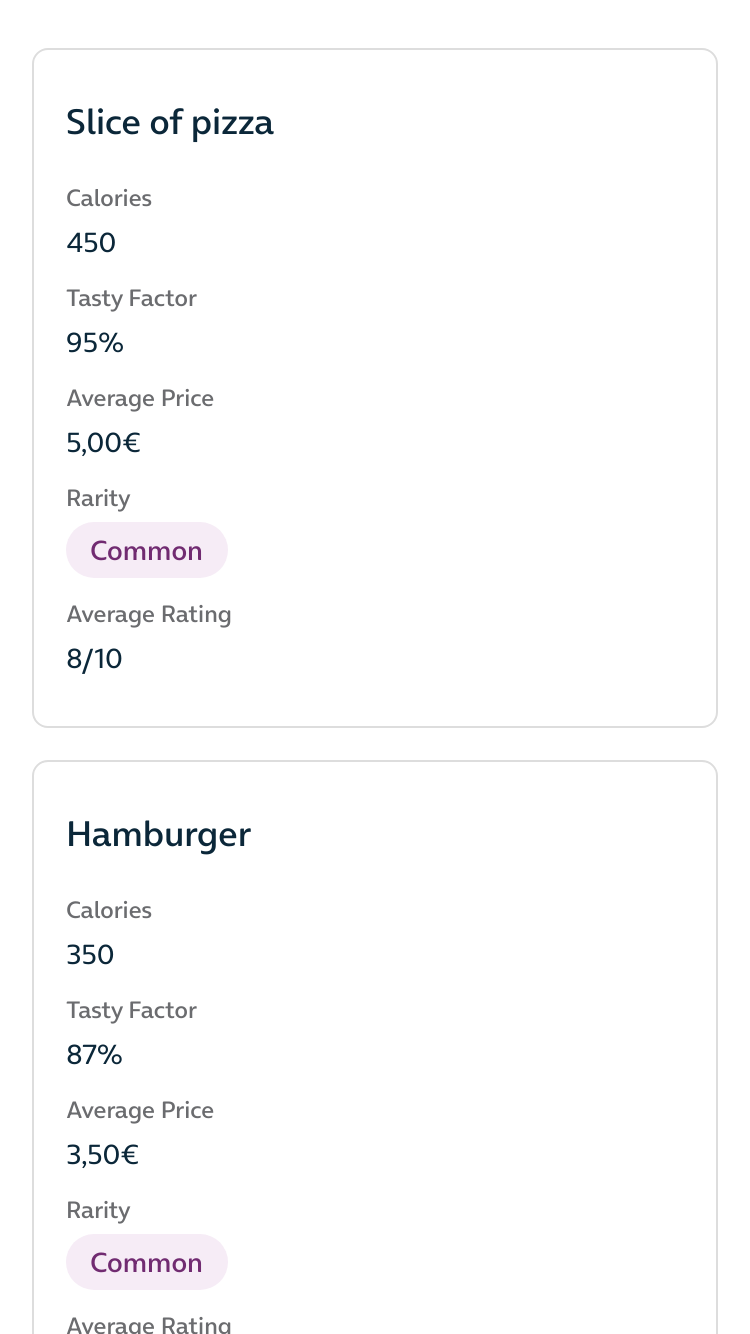 Slice of pizza
Calories
450
Tasty Factor
95%
Average Price
5,00€
Rarity
Common
Average Rating
8/10
Hamburger
Calories
350
Tasty Factor
87%
Average Price
3,50€
Rarity
Common
Average Rating